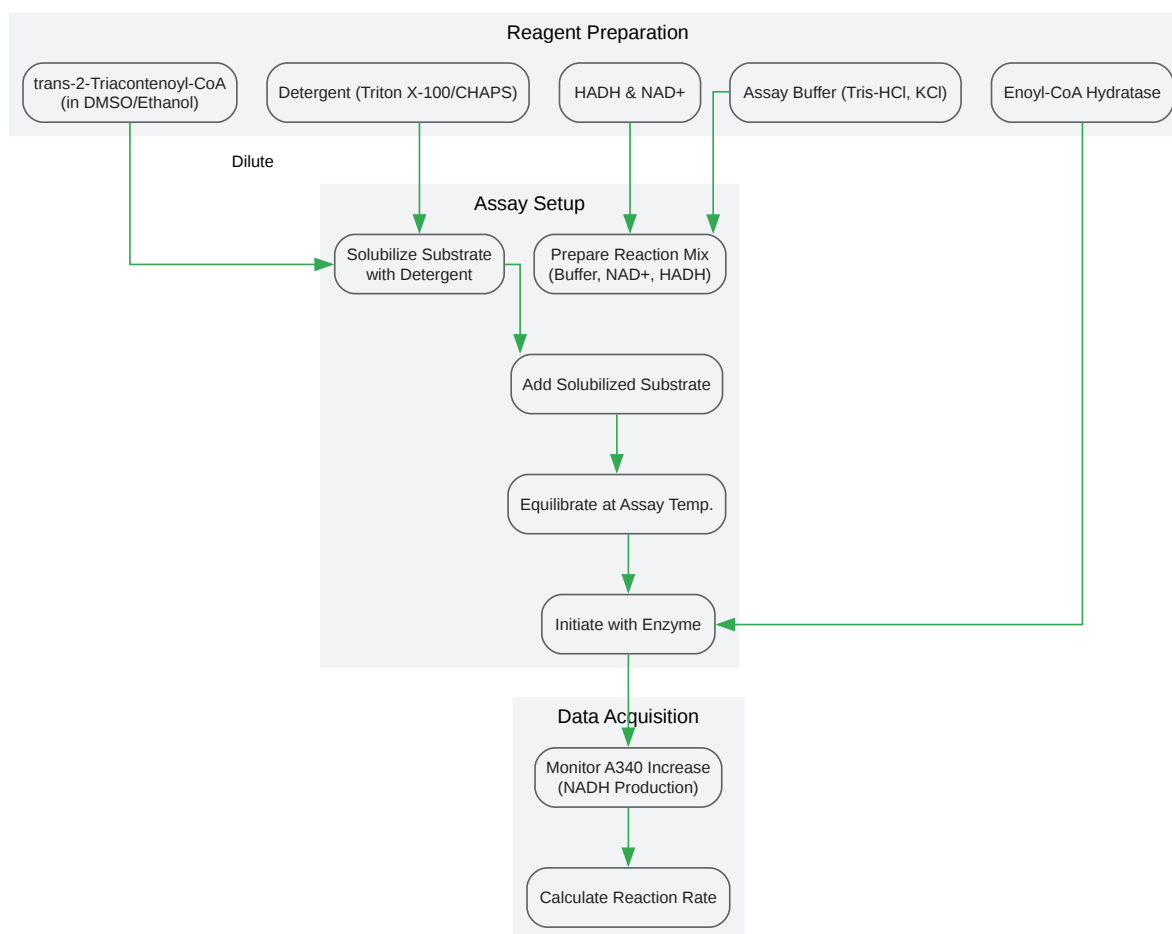 Reagent Preparation
trans-2-Triacontenoyl-CoA
(in DMSO/Ethanol)
Detergent (Triton X-100/CHAPS)
HADH & NAD+
Assay Buffer (Tris-HCl, KCl)
Enoyl-CoA Hydratase
Dilute
Assay Setup
Solubilize Substrate
with Detergent
Prepare Reaction Mix
(Buffer, NAD+, HADH)
Add Solubilized Substrate
Equilibrate at Assay Temp.
Initiate with Enzyme
Data Acquisition
Monitor A340 Increase
(NADH Production)
Calculate Reaction Rate